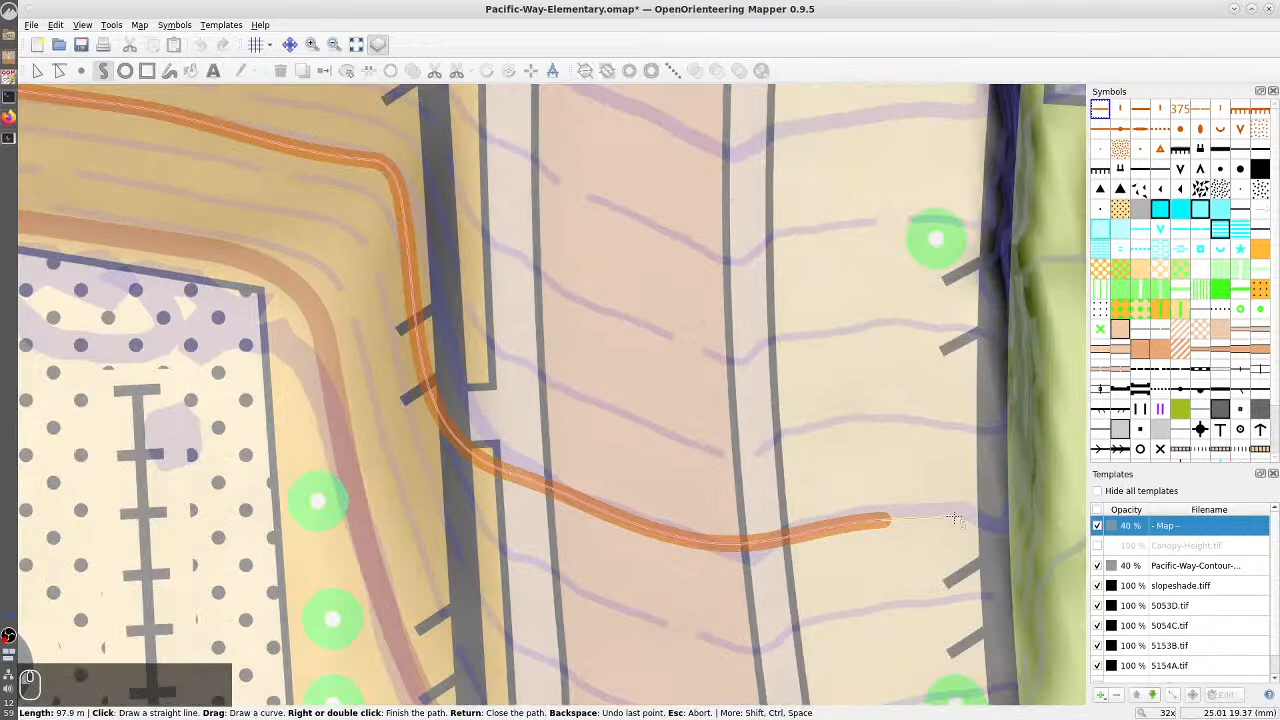 Pacific-Way-Elementary.omap* — OpenOrienteering Mapper 0.9.5
File Edit View Tools Map Symbols Templates Help
Symbols
375
Templates
Hide all templates
Opacity Filename
40 % - Map -
100 % Canopy-Height.tif
40 % Pacific-Way-Contour-...
100 % slopeshade.tiff
100 % 5053D.tif
100 % 5054C.tif
100 % 5153B.tif
100 % 5154A.tif
Edit
12
59
Length: 97.9 m | Click: Draw a straight line. Drag: Draw a curve. Right or double click: Finish the path. Return: Close the path. Backspace: Undo last point. Esc: Abort. | More: Shift, Ctrl, Space
32x
25.01 19.37 (mm)